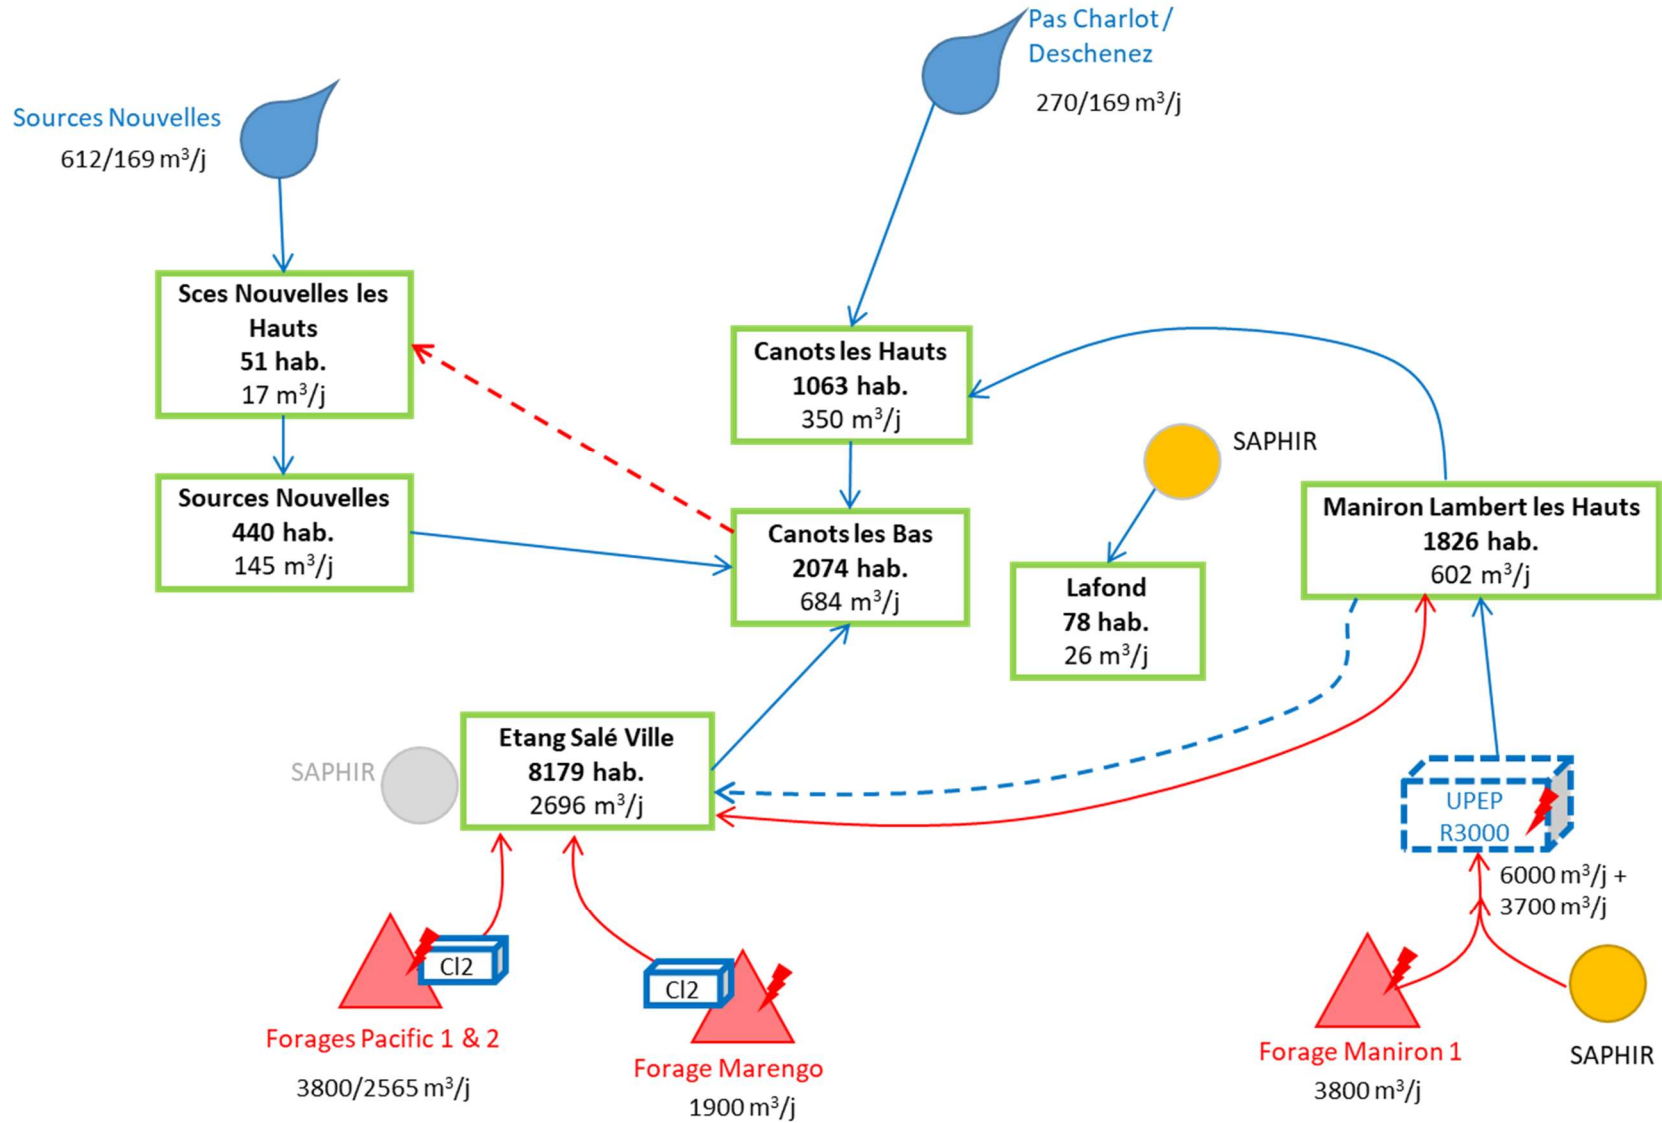 Pas Charlot /
Deschenez
270/169 m³/j
Sources Nouvelles
612/169 m³/j
Sces Nouvelles les
Hauts
51 hab.
17 m³/j
Canots les Hauts
1063 hab.
350 m³/j
SAPHIR
Sources Nouvelles
440 hab.
145 m³/j
Canots les Bas
2074 hab.
684 m³/j
Lafond
78 hab.
26 m³/j
Maniron Lambert les Hauts
1826 hab.
602 m³/j
SAPHIR
Etang Salé Ville
8179 hab.
2696 m³/j
UPEP
R3000
6000 m³/j +
3700 m³/j
Cl2
Cl2
Forages Pacific 1 & 2
3800/2565 m³/j
Forage Marengo
1900 m³/j
Forage Maniron 1
3800 m³/j
SAPHIR